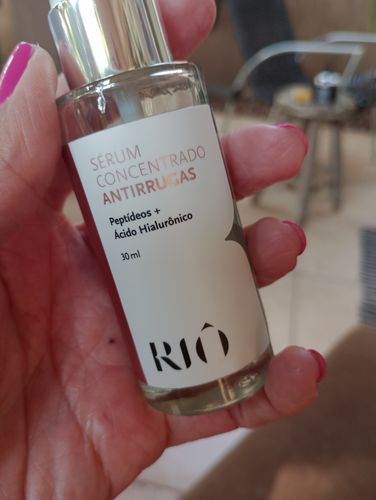 SÉRUM
CONCENTRADO
ANTIRRUGAS
Peptídeos +
Ácido Hialurônico
30 ml
RIÔ